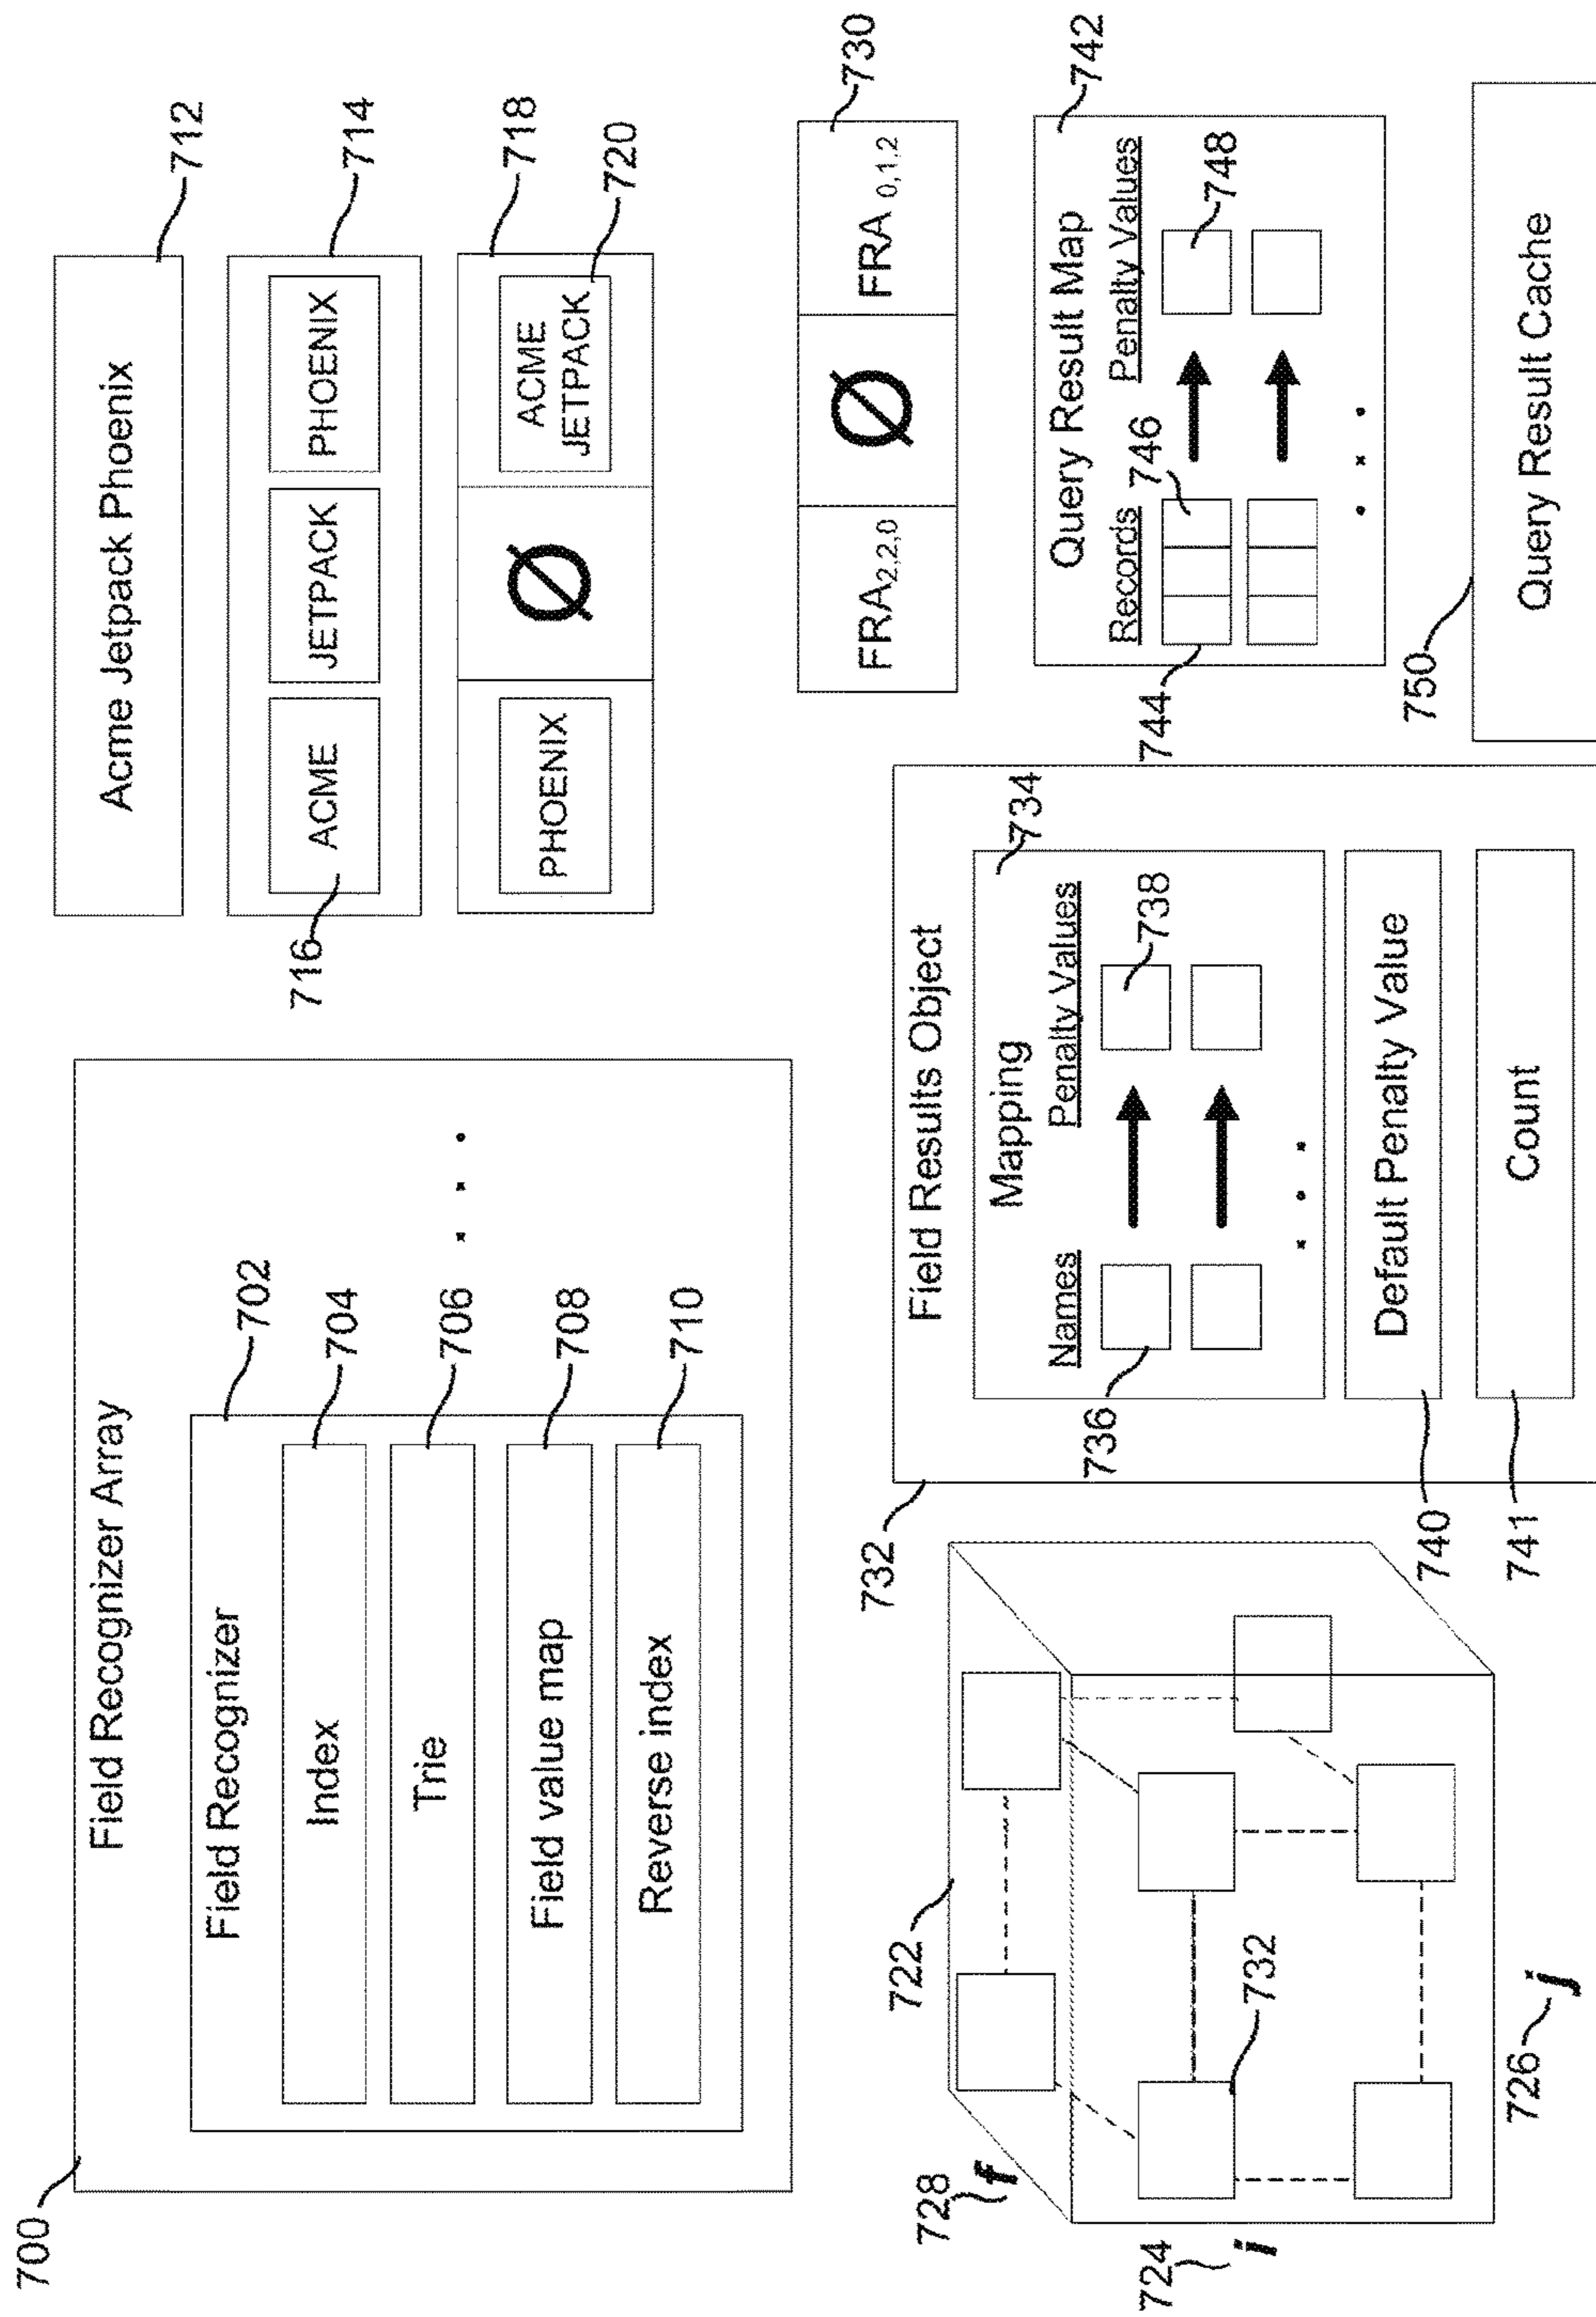 700
Field Recognizer Array
Field Recognizer
702
Index
704
Trie
706
Field value map
708
Reverse index
710
Acme Jetpack Phoenix
712
714
ACME
JETPACK
PHOENIX
716
718
PHOENIX
Ø
ACME
JETPACK
720
722
728
f
724
i
726
j
732
732
Field Results Object
734
Mapping
Names
Penalty Values
736
738
740
Default Penalty Value
741
Count
730
FRA2,2,0
Ø
FRA 0,1,2
742
Query Result Map
Records
Penalty Values
744
746
748
750
Query Result Cache